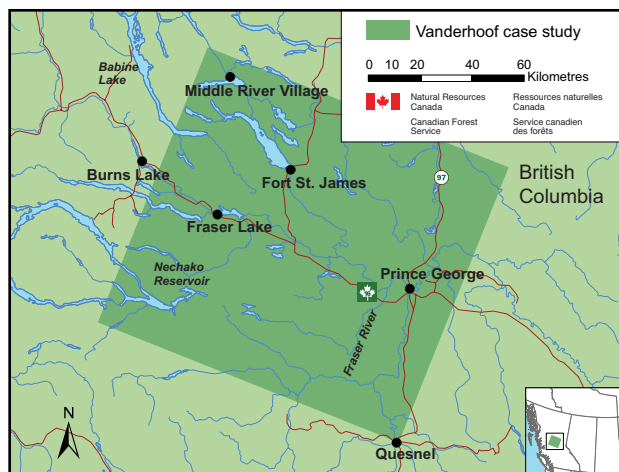 Vanderhoof case study
0 10 20 40 60
Kilometres
Natural Resources
Canada
Ressources naturelles
Canada
Canadian Forest
Service
Service canadien
des forêts
Babine
Lake
Middle River Village
Burns Lake
Fort St. James
97
British
Columbia
Fraser Lake
Nechako
Reservoir
Prince George
Fraser River
N
Quesnel